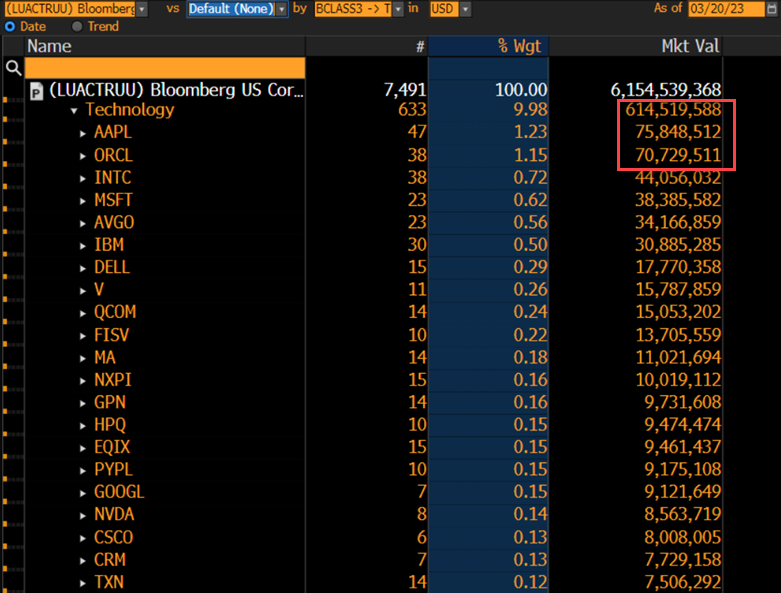 (LUACTRUU) Bloomberg vs Default (None) by BCLASS3 -> T in USD As of 03/20/23
Date Trend
Name # % Wgt Mkt Val
P (LUACTRUU) Bloomberg US Cor... 7,491 100.00 6,154,539,368
Technology 633 9.98 614,519,588
AAPL 47 1.23 75,848,512
ORCL 38 1.15 70,729,511
INTC 38 0.72 44,056,032
MSFT 23 0.62 38,385,582
AVGO 23 0.56 34,166,859
IBM 30 0.50 30,885,285
DELL 15 0.29 17,770,358
V 11 0.26 15,787,859
QCOM 14 0.24 15,053,202
FISV 10 0.22 13,705,559
MA 14 0.18 11,021,694
NXPI 15 0.16 10,019,112
GPN 14 0.16 9,731,608
HPQ 10 0.15 9,474,474
EQIX 15 0.15 9,461,437
PYPL 10 0.15 9,175,108
GOOGL 7 0.15 9,121,649
NVDA 8 0.14 8,563,719
CSCO 6 0.13 8,008,005
CRM 7 0.13 7,729,158
TXN 14 0.12 7,506,292